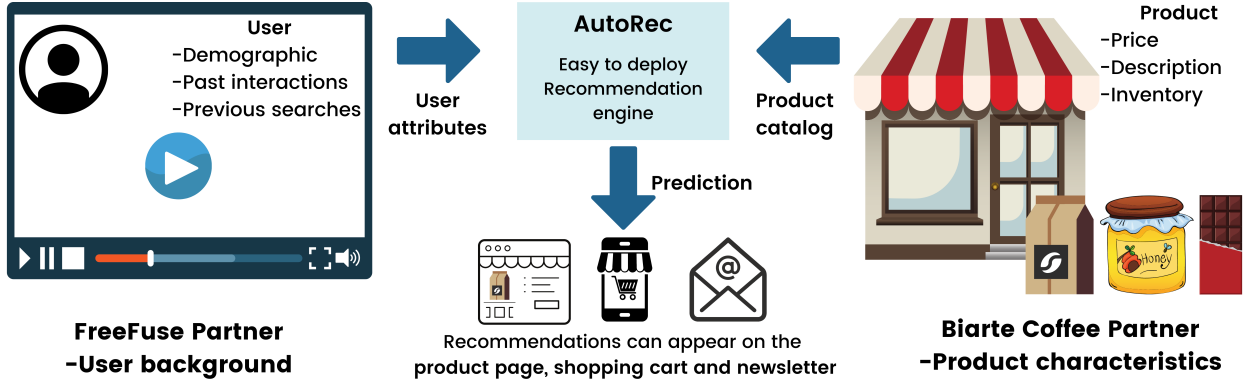 User
-Demographic
-Past interactions
-Previous searches
FreeFuse Partner
-User background
User
attributes
AutoRec
Easy to deploy
Recommendation
engine
Product
catalog
Prediction
@
Recommendations can appear on the
product page, shopping cart and newsletter
Product
-Price
-Description
-Inventory
Honey
Biarte Coffee Partner
-Product characteristics